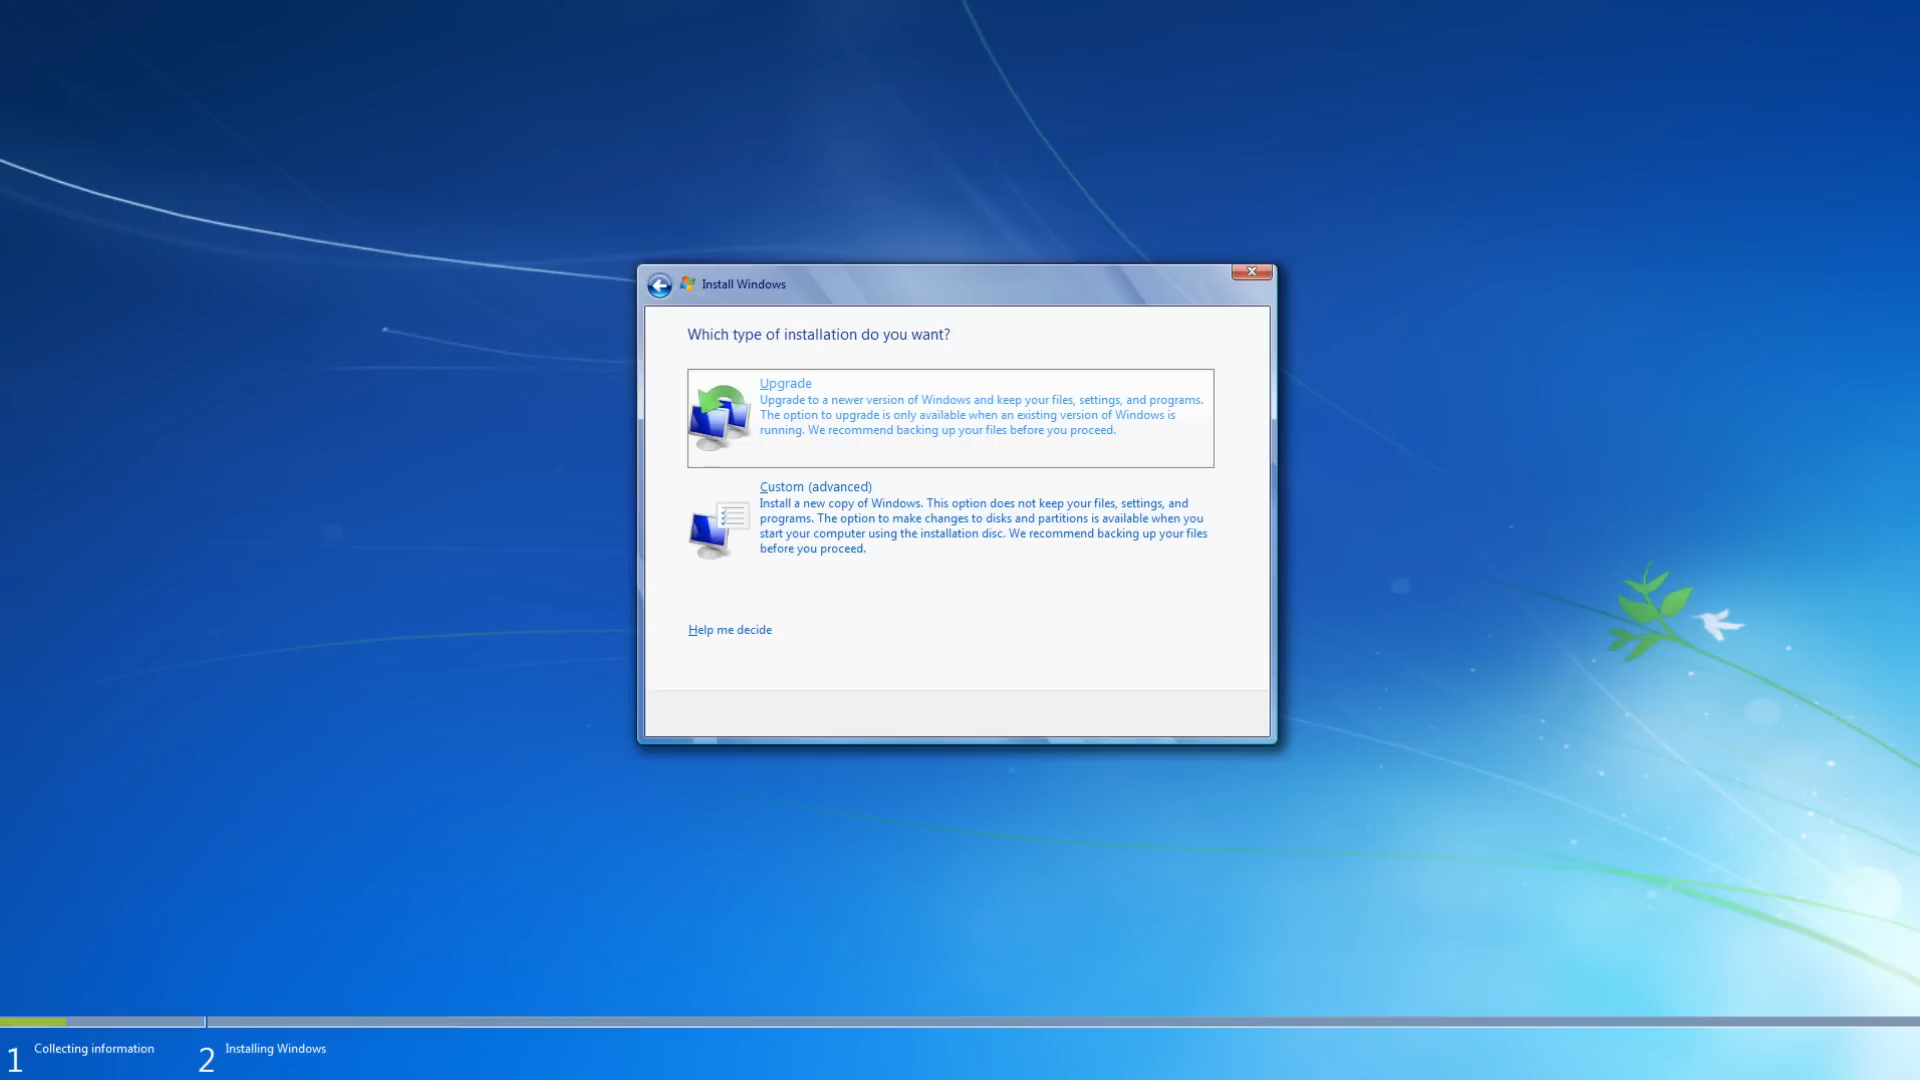 Install Windows
Which type of installation do you want?
Upgrade
Upgrade to a newer version of Windows and keep your files, settings, and programs.
The option to upgrade is only available when an existing version of Windows is
running. We recommend backing up your files before you proceed.
Custom (advanced)
Install a new copy of Windows. This option does not keep your files, settings, and
programs. The option to make changes to disks and partitions is available when you
start your computer using the installation disc. We recommend backing up your files
before you proceed.
Help me decide
1 Collecting information
2 Installing Windows